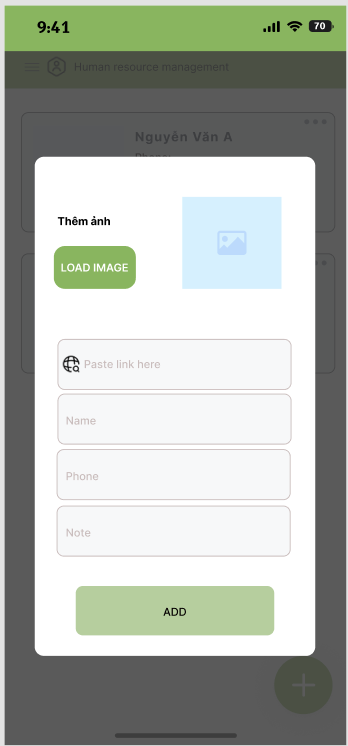 9:41
70
Human resource management
Nguyễn Văn A
Phone:
Thêm ảnh
LOAD IMAGE
Paste link here
Name
Phone
Note
ADD